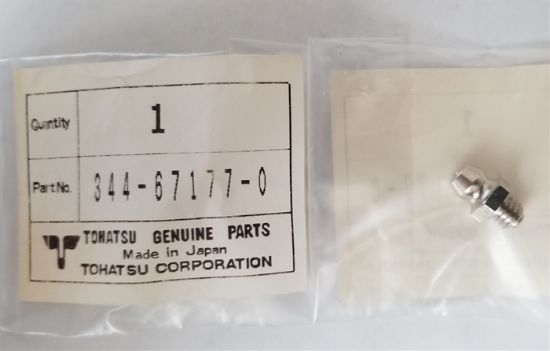 Quantity 1
Part No. 344-67177-0
TOHATSU GENUINE PARTS
Made in Japan
TOHATSU CORPORATION